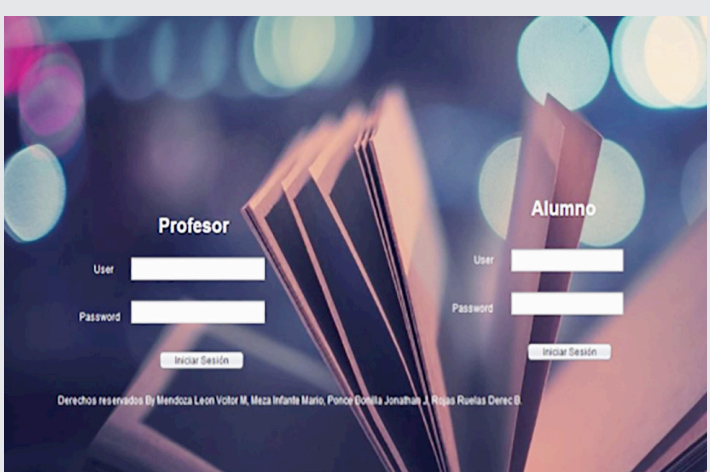 Profesor
User
Password
Iniciar Sesión
Alumno
User
Password
Iniciar Sesión
Derechos reservados By Mendoza Leon Vcitor M, Meza Infante Mario, Ponce Bonilla Jonathan J. Rojas Ruelas Derec B.